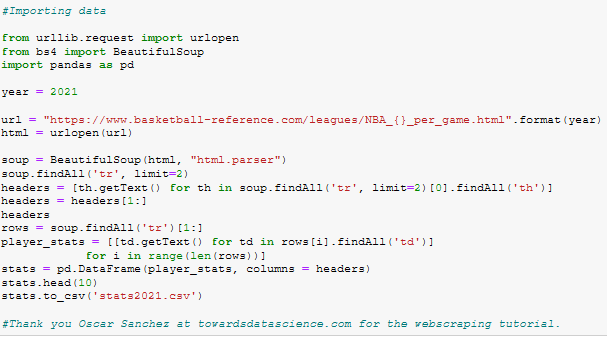 #Importing data
from urllib.request import urlopen
from bs4 import BeautifulSoup
import pandas as pd
year = 2021
url = "https://www.basketball-reference.com/leagues/NBA_{}_per_game.html".format(year)
html = urlopen(url)
soup = BeautifulSoup(html, "html.parser")
soup.findAll('tr', limit=2)
headers = [th.getText() for th in soup.findAll('tr', limit=2)[0].findAll('th')]
headers = headers[1:]
headers
rows = soup.findAll('tr')[1:]
player_stats = [[td.getText() for td in rows[i].findAll('td')]
            for i in range(len(rows))]
stats = pd.DataFrame(player_stats, columns = headers)
stats.head(10)
stats.to_csv('stats2021.csv')
#Thank you Oscar Sanchez at towardsdatascience.com for the webscraping tutorial.